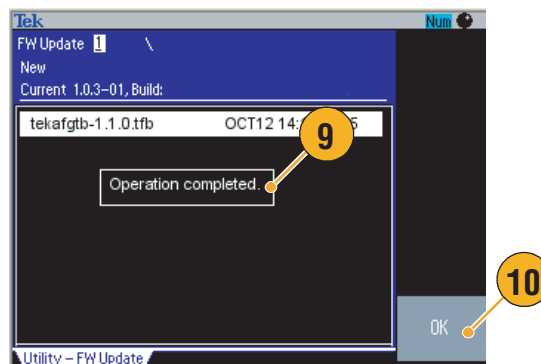 Tek Num
FW Update 1 \
New
Current 1.0.3-01, Build:
tekafgtb-1.1.0.tfb OCT12 14:
9
Operation completed.
10
OK
Utility – FW Update